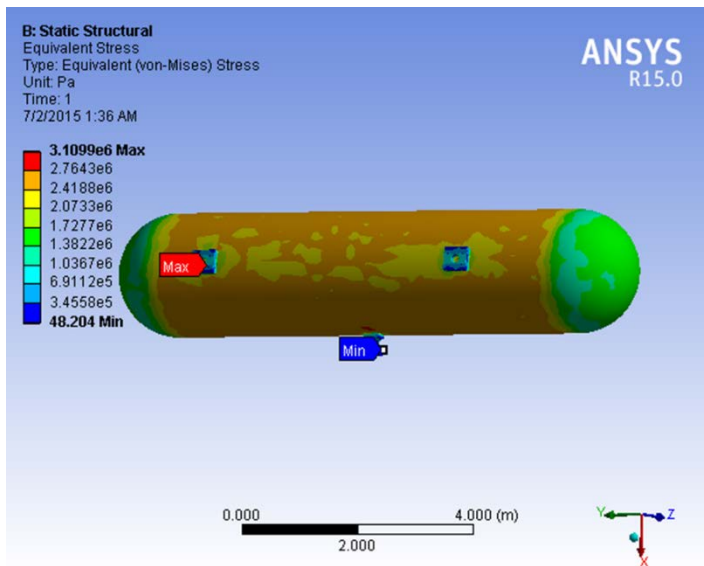 B: Static Structural
Equivalent Stress
Type: Equivalent (von-Mises) Stress
Unit: Pa
Time: 1
7/2/2015 1:36 AM
ANSYS
R15.0
3.1099e6 Max
2.7643e6
2.4188e6
2.0733e6
1.7277e6
1.3822e6
1.0367e6
6.9112e5
3.4558e5
48.204 Min
Max
Min
0.000
4.000 (m)
2.000
Y
Z
X